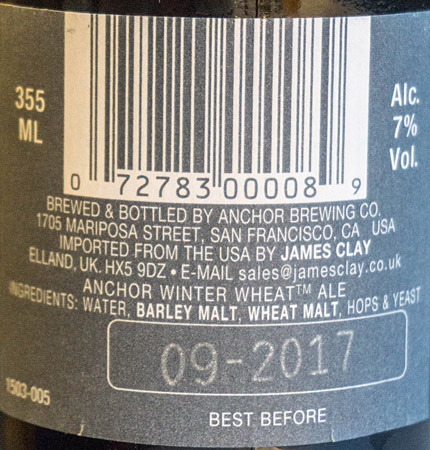 355
ML
Alc.
7%
Vol.
0 72783 00008 9
BREWED & BOTTLED BY ANCHOR BREWING CO.
1705 MARIPOSA STREET, SAN FRANCISCO, CA USA
IMPORTED FROM THE USA BY JAMES CLAY
ELLAND, UK. HX5 9DZ • E-MAIL sales@jamesclay.co.uk
ANCHOR WINTER WHEAT™ ALE
INGREDIENTS: WATER, BARLEY MALT, WHEAT MALT, HOPS & YEAST
09-2017
1503-005
BEST BEFORE